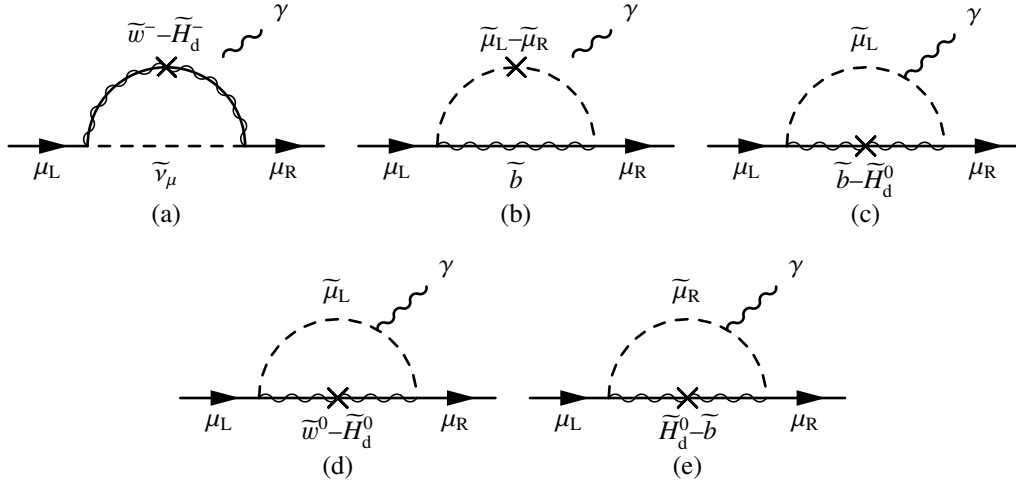 w̃⁻–H̃d⁻ γ
μL ν̃μ μR
(a)
μ̃L–μ̃R γ
μL b̃ μR
(b)
μ̃L γ
μL b̃–H̃d⁰ μR
(c)
μ̃L γ
μL w̃⁰–H̃d⁰ μR
(d)
μ̃R γ
μL H̃d⁰–b̃ μR
(e)